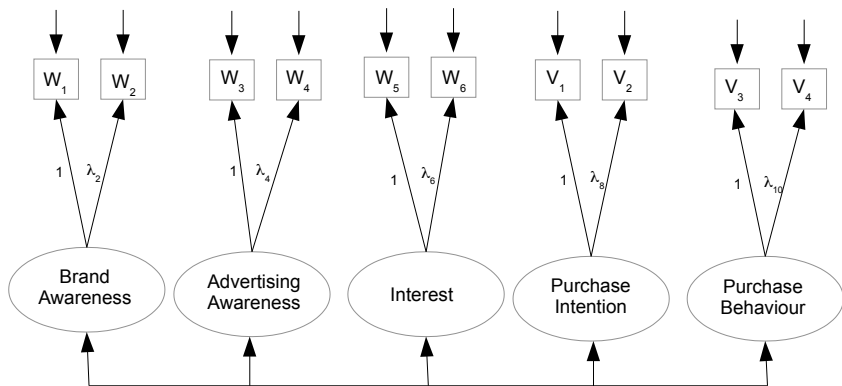 W₁ W₂ W₃ W₄ W₅ W₆ V₁ V₂ V₃ V₄
1 λ₂ 1 λ₄ 1 λ₆ 1 λ₈ 1 λ₁₀
Brand
Awareness
Advertising
Awareness
Interest
Purchase
Intention
Purchase
Behaviour